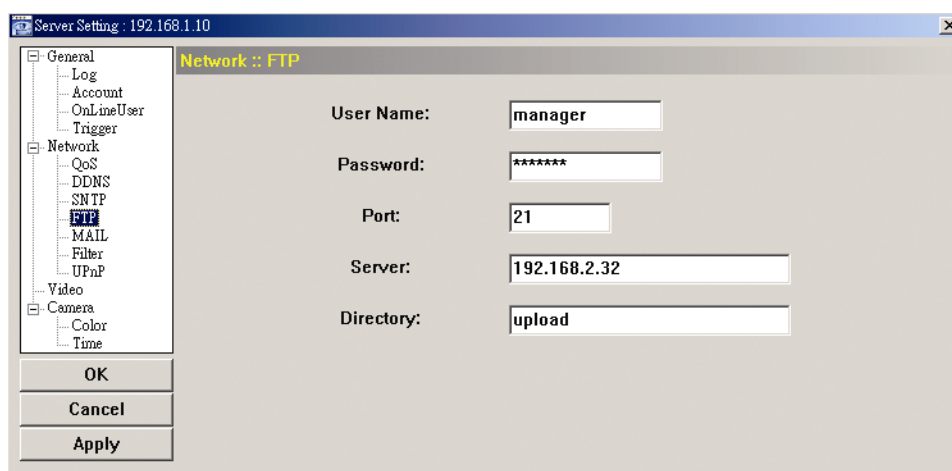 Server Setting : 192.168.1.10
General
Log
Account
OnLineUser
Trigger
Network
QoS
DDNS
SNTP
FTP
MAIL
Filter
UPnP
Video
Camera
Color
Time
OK
Cancel
Apply
Network :: FTP
User Name: manager
Password: *******
Port: 21
Server: 192.168.2.32
Directory: upload